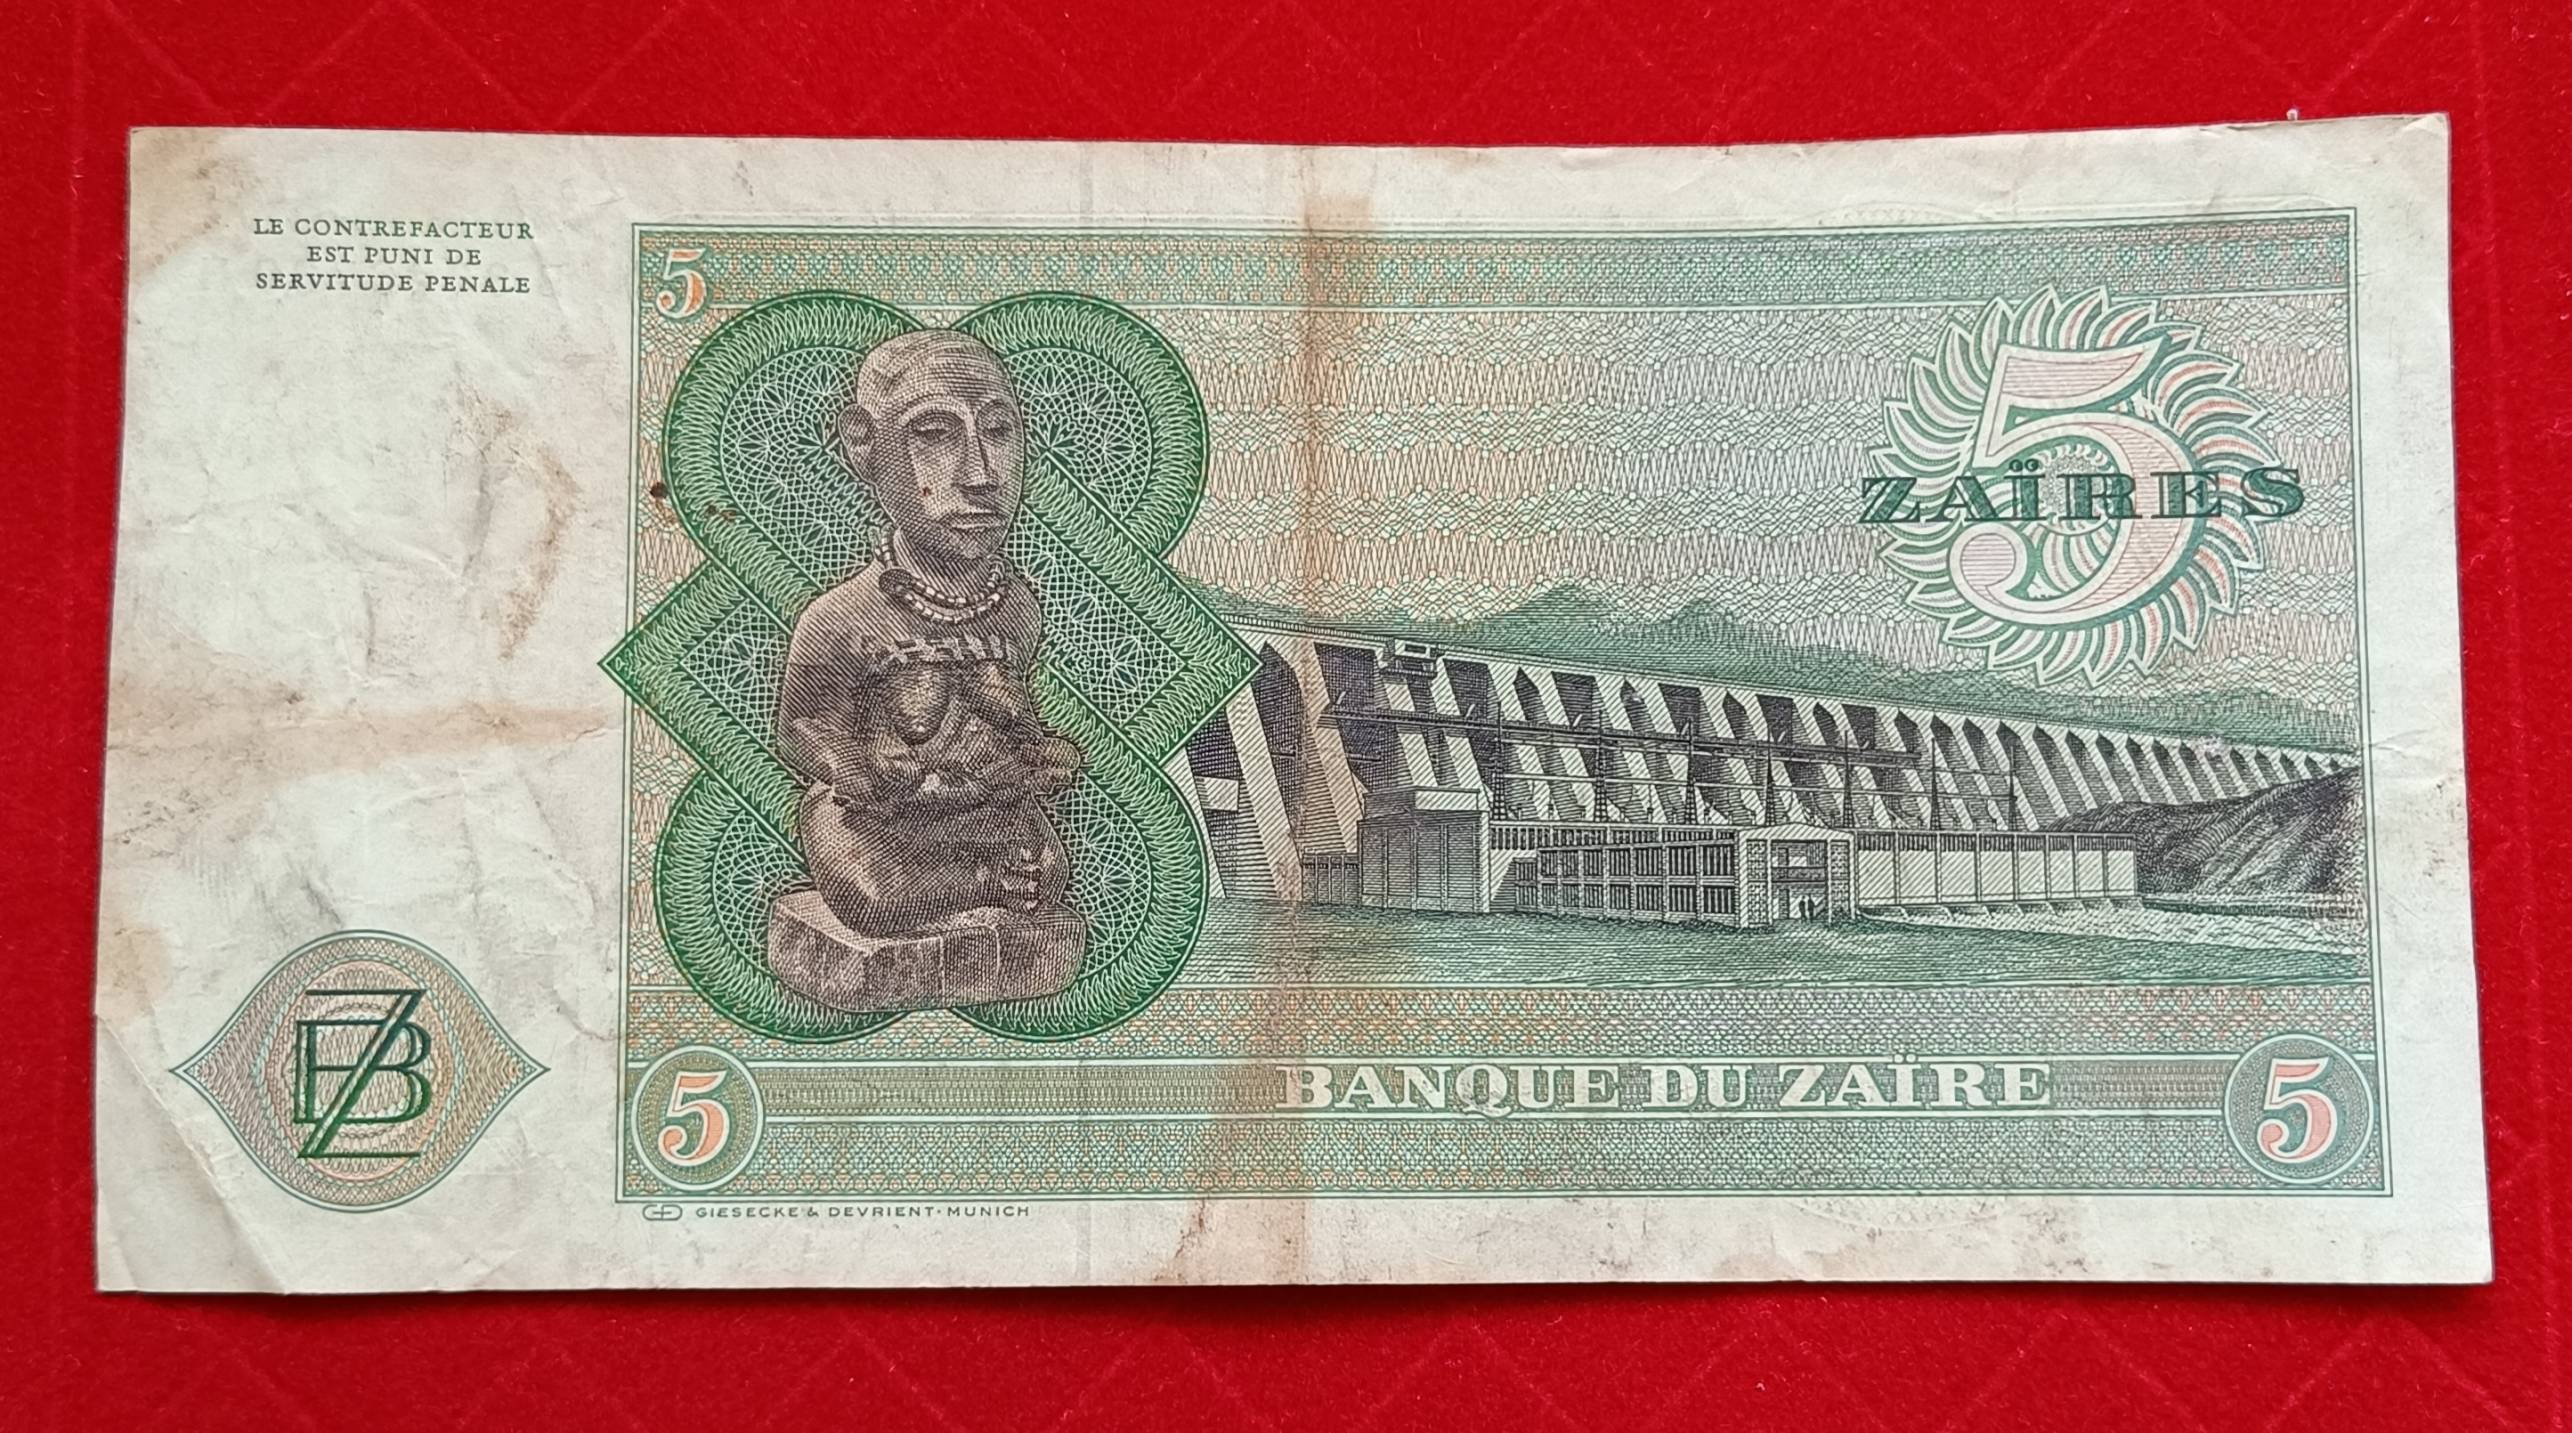 LE CONTREFACTEUR
EST PUNI DE
SERVITUDE PENALE
5
5
ZAÏRES
BZ
5
BANQUE DU ZAÏRE
5
GD GIESECKE & DEVRIENT · MUNICH